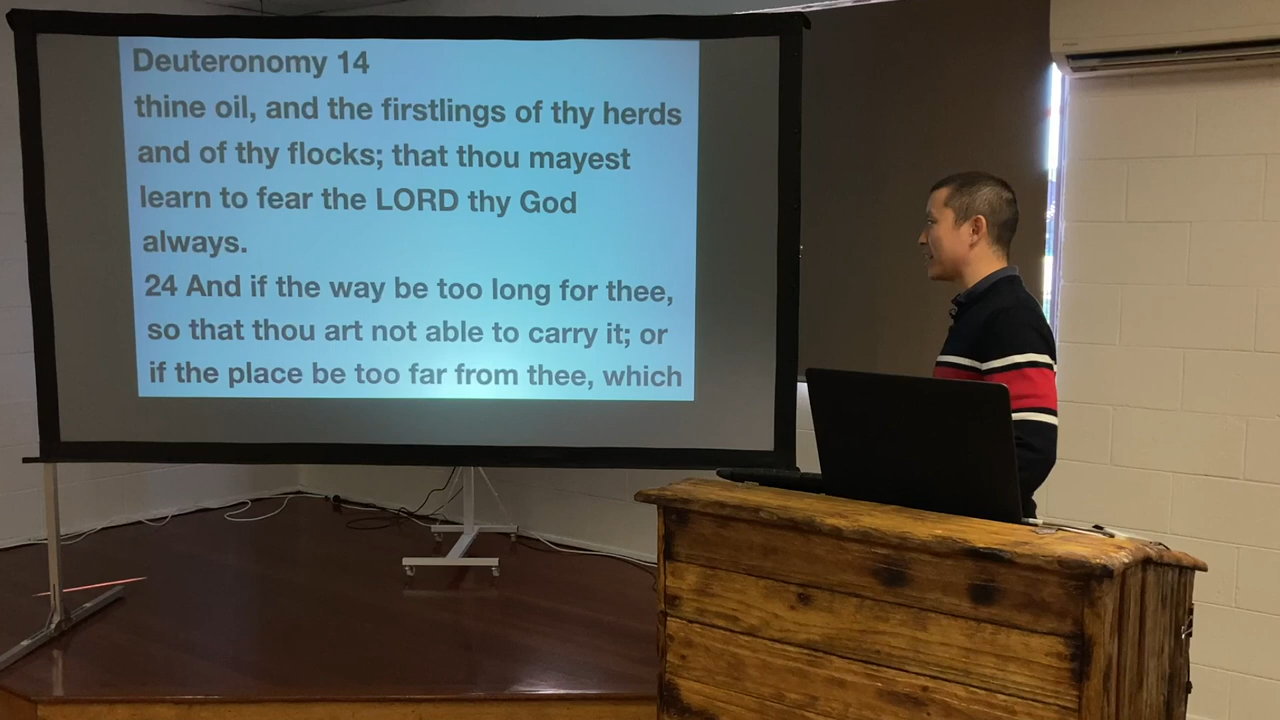 Deuteronomy 14
thine oil, and the firstlings of thy herds
and of thy flocks; that thou mayest
learn to fear the LORD thy God
always.
24 And if the way be too long for thee,
so that thou art not able to carry it; or
if the place be too far from thee, which